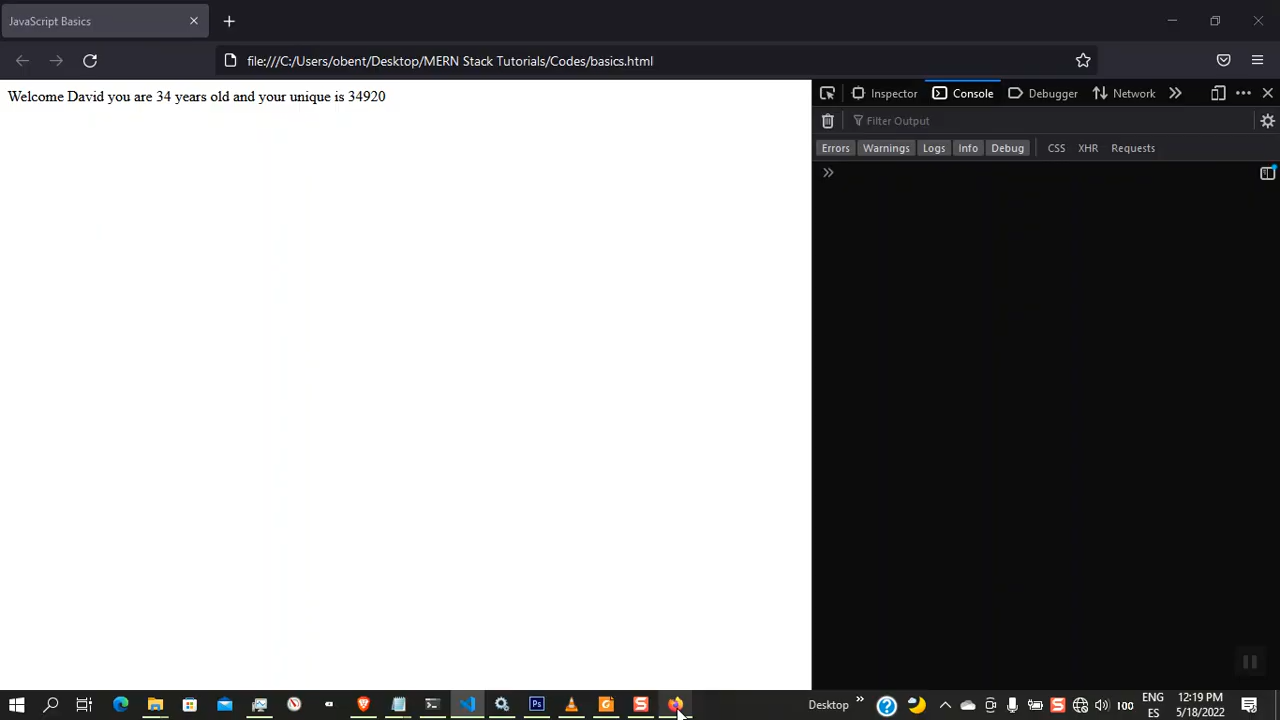 JavaScript Basics
file:///C:/Users/obent/Desktop/MERN Stack Tutorials/Codes/basics.html
Welcome David you are 34 years old and your unique is 34920
Inspector Console Debugger Network
Filter Output
Errors Warnings Logs Info Debug CSS XHR Requests
Desktop
100
ENG
ES
12:19 PM
5/18/2022